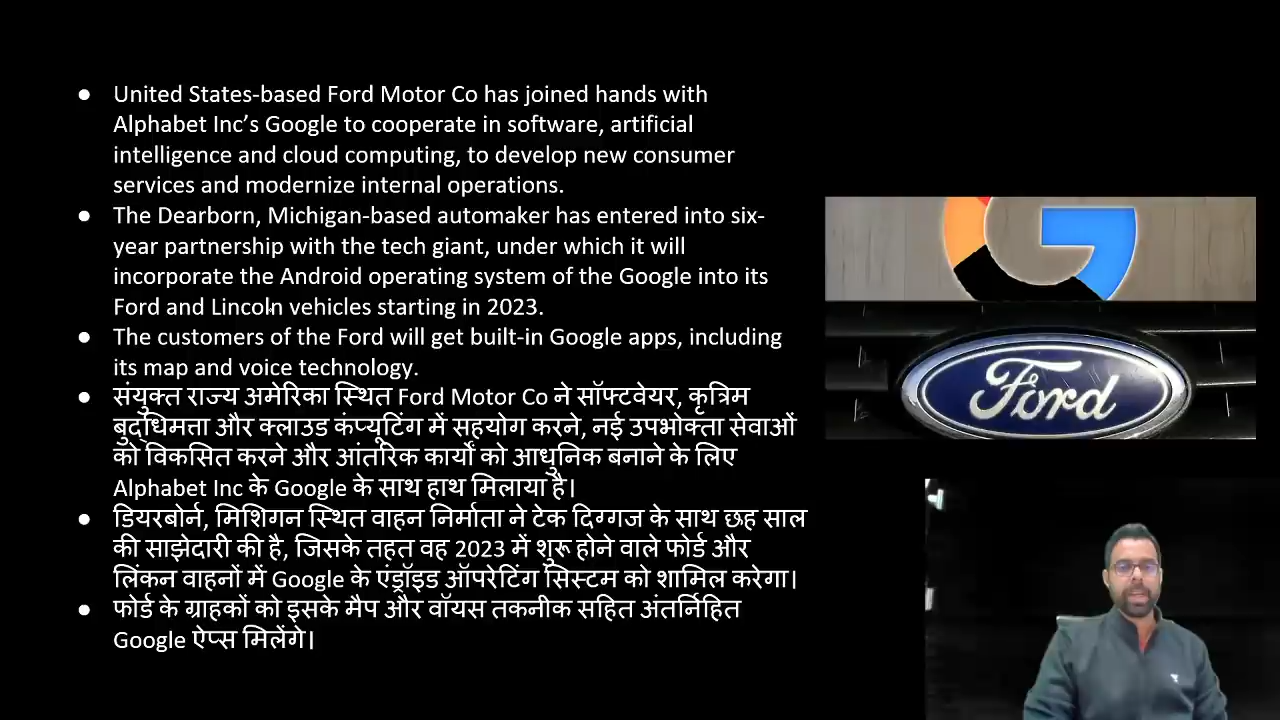 ● United States-based Ford Motor Co has joined hands with
Alphabet Inc’s Google to cooperate in software, artificial
intelligence and cloud computing, to develop new consumer
services and modernize internal operations.
● The Dearborn, Michigan-based automaker has entered into six-
year partnership with the tech giant, under which it will
incorporate the Android operating system of the Google into its
Ford and Lincoln vehicles starting in 2023.
● The customers of the Ford will get built-in Google apps, including
its map and voice technology.
● संयुक्त राज्य अमेरिका स्थित Ford Motor Co ने सॉफ्टवेयर, कृत्रिम
बुद्धिमत्ता और क्लाउड कंप्यूटिंग में सहयोग करने, नई उपभोक्ता सेवाओं
को विकसित करने और आंतरिक कार्यों को आधुनिक बनाने के लिए
Alphabet Inc के Google के साथ हाथ मिलाया है।
● डियरबोर्न, मिशिगन स्थित वाहन निर्माता ने टेक दिग्गज के साथ छह साल
की साझेदारी की है, जिसके तहत वह 2023 में शुरू होने वाले फोर्ड और
लिंकन वाहनों में Google के एंड्रॉइड ऑपरेटिंग सिस्टम को शामिल करेगा।
● फोर्ड के ग्राहकों को इसके मैप और वॉयस तकनीक सहित अंतर्निहित
Google ऐप्स मिलेंगे।
G
Ford